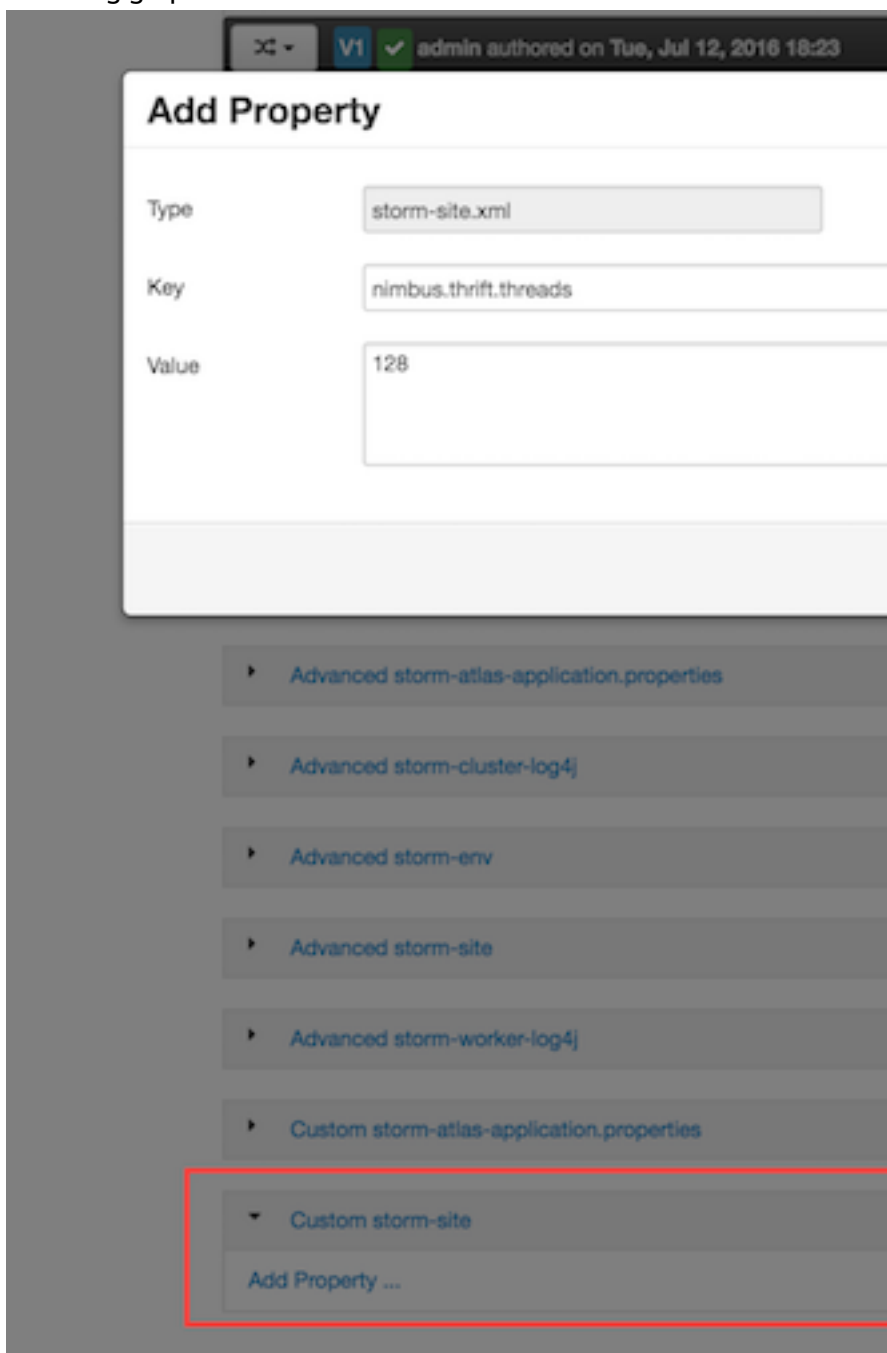 V1 admin authored on Tue, Jul 12, 2016 18:23
Add Property
Type
storm-site.xml
Key
nimbus.thrift.threads
Value
128
Advanced storm-atlas-application.properties
Advanced storm-cluster-log4j
Advanced storm-env
Advanced storm-site
Advanced storm-worker-log4j
Custom storm-atlas-application.properties
Custom storm-site
Add Property ...